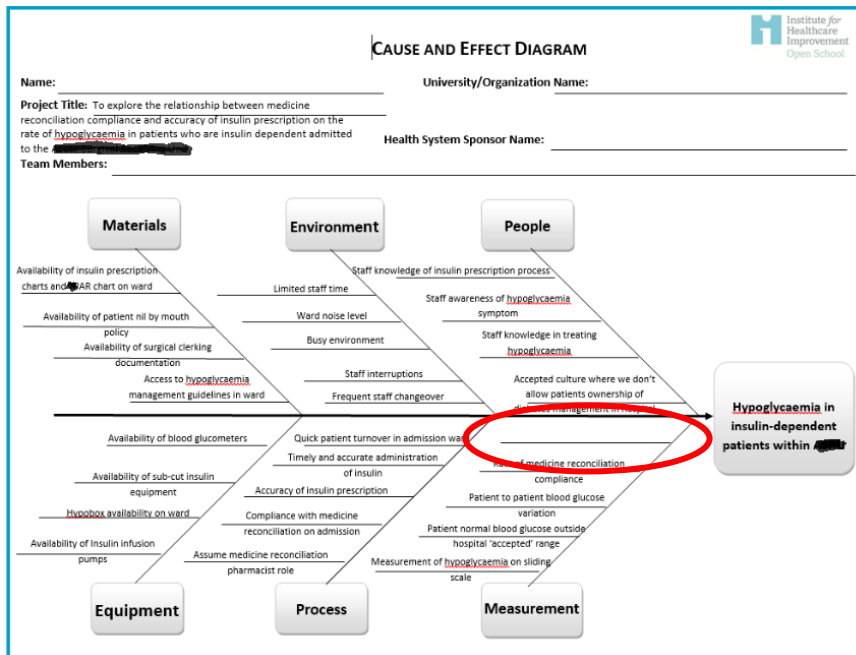 Institute for
Healthcare
Improvement
Open School
CAUSE AND EFFECT DIAGRAM
Name:
University/Organization Name:
Project Title: To explore the relationship between medicine
reconciliation compliance and accuracy of insulin prescription on the
rate of hypoglycaemia in patients who are insulin dependent admitted
to the
Health System Sponsor Name:
Team Members:
Materials
Environment
People
Availability of insulin prescription
charts and AR chart on ward
Availability of patient nil by mouth
policy
Availability of surgical clerking
documentation
Access to hypoglycaemia
management guidelines in ward
Limited staff time
Ward noise level
Busy environment
Staff interruptions
Frequent staff changeover
Staff knowledge of insulin prescription process
Staff awareness of hypoglycaemia
symptom
Staff knowledge in treating
hypoglycaemia
Accepted culture where we don't
allow patients ownership of
diabetes management in hospital
Hypoglycaemia in
insulin-dependent
patients within
Availability of blood glucometers
Availability of sub-cut insulin
equipment
Hypobox availability on ward
Availability of Insulin infusion
pumps
Quick patient turnover in admission ward
Timely and accurate administration
of insulin
Accuracy of insulin prescription
Compliance with medicine
reconciliation on admission
Assume medicine reconciliation
pharmacist role
of medicine reconciliation
compliance
Patient to patient blood glucose
variation
Patient normal blood glucose outside
hospital 'accepted' range
Measurement of hypoglycaemia on sliding
scale
Equipment
Process
Measurement